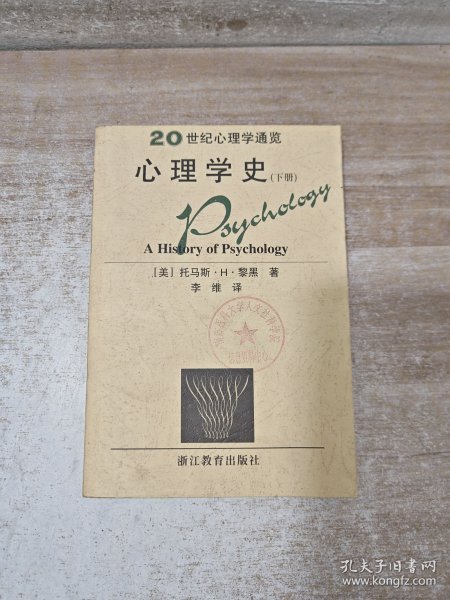 20世纪心理学通览
心理学史(下册)
Psychology
A History of Psychology
[美] 托马斯·H·黎黑 著
李维 译
浙江教育出版社
孔夫子旧书网
www.kongfz.com